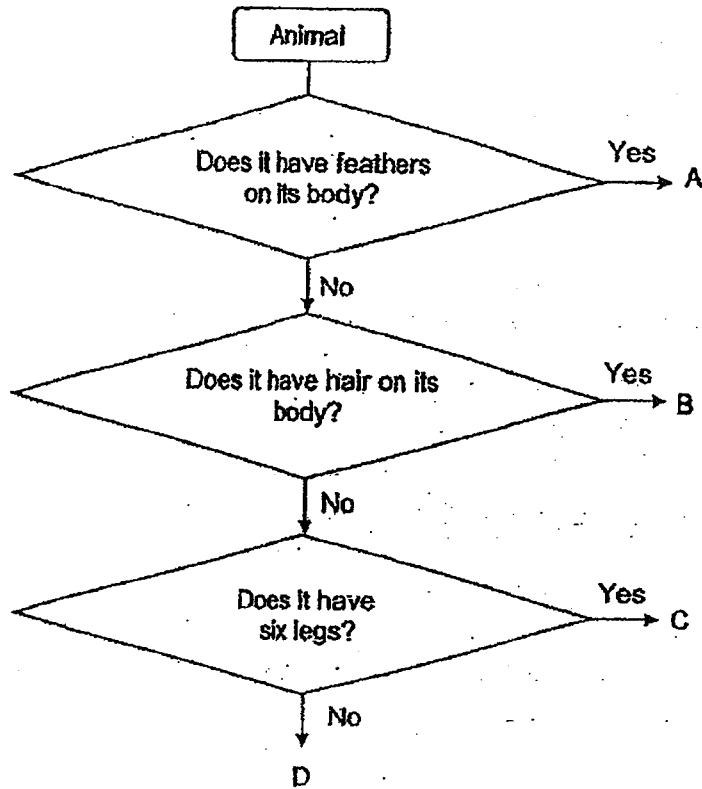 Animal
Does it have feathers
on its body?
Yes
A
No
Does it have hair on its
body?
Yes
B
No
Does it have
six legs?
Yes
C
No
D